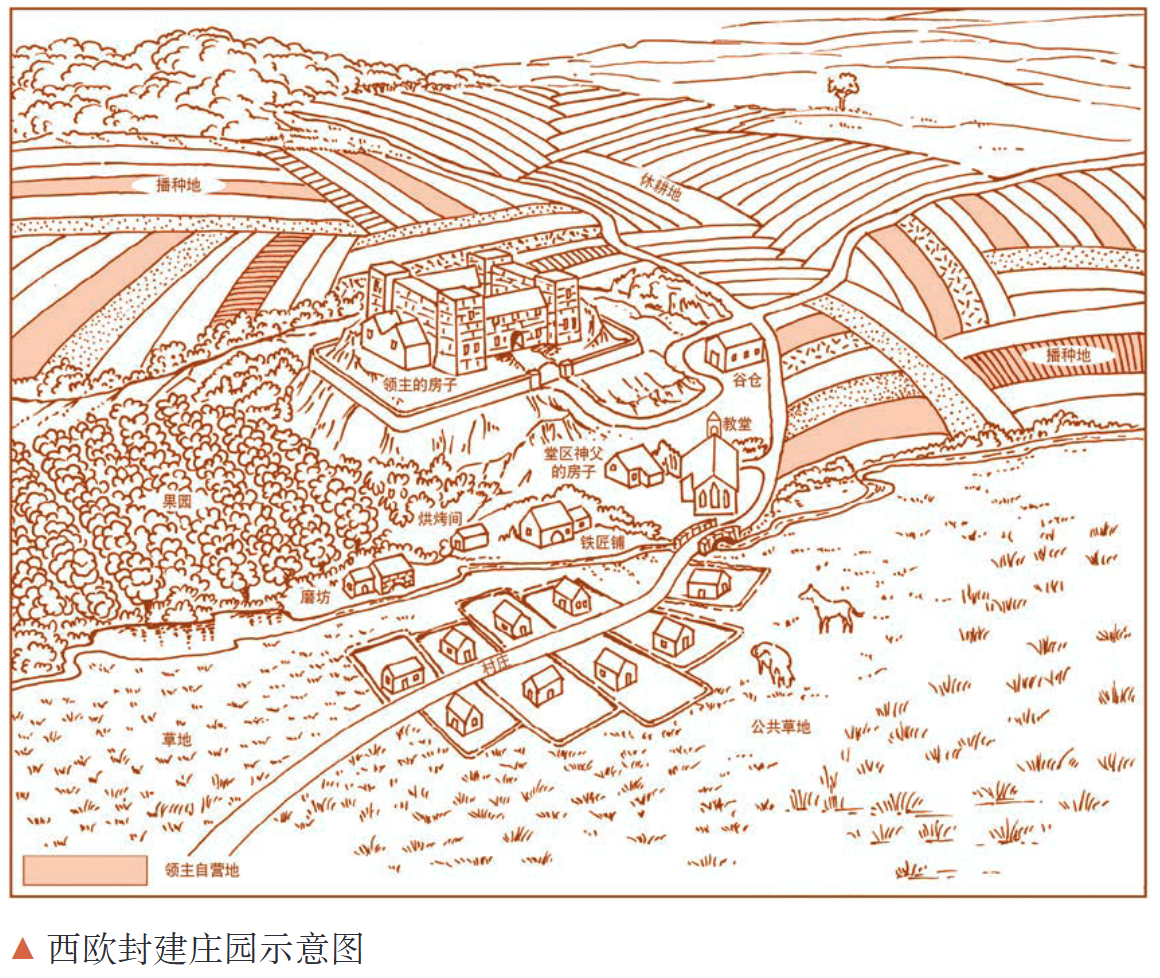 播种地
休耕地
播种地
领主的房子
谷仓
教堂
堂区神父
的房子
果园
烘烤间
铁匠铺
磨坊
村庄
草地
公共草地
领主自营地
▲ 西欧封建庄园示意图